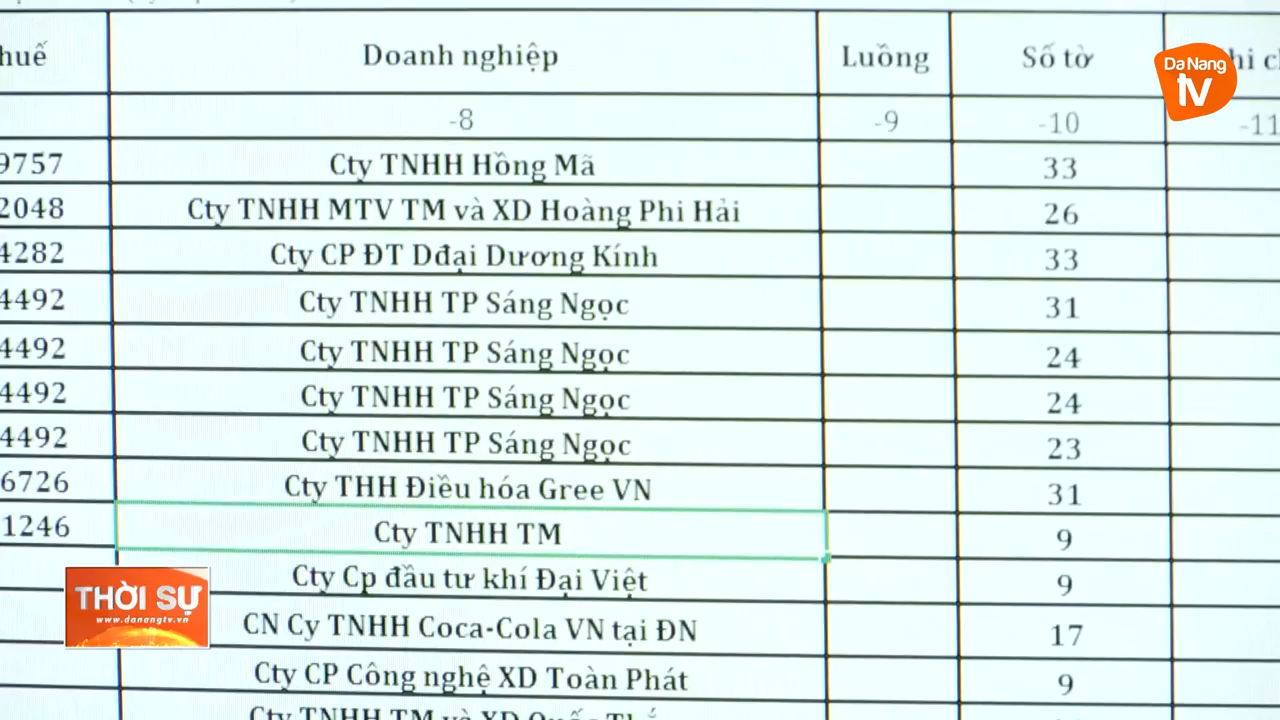 huế Doanh nghiệp Luồng Số tờ
-8 -9 -10 -11
9757 Cty TNHH Hồng Mã 33
2048 Cty TNHH MTV TM và XD Hoàng Phi Hải 26
4282 Cty CP ĐT Dđại Dương Kính 33
4492 Cty TNHH TP Sáng Ngọc 31
4492 Cty TNHH TP Sáng Ngọc 24
4492 Cty TNHH TP Sáng Ngọc 24
4492 Cty TNHH TP Sáng Ngọc 23
6726 Cty THH Điều hóa Gree VN 31
1246 Cty TNHH TM 9
Cty Cp đầu tư khí Đại Việt 9
CN Cy TNHH Coca-Cola VN tại ĐN 17
Cty CP Công nghệ XD Toàn Phát 9
Cty TNHH TM và XD
Da Nang
tv
THỜI SỰ
www.danangtv.vn